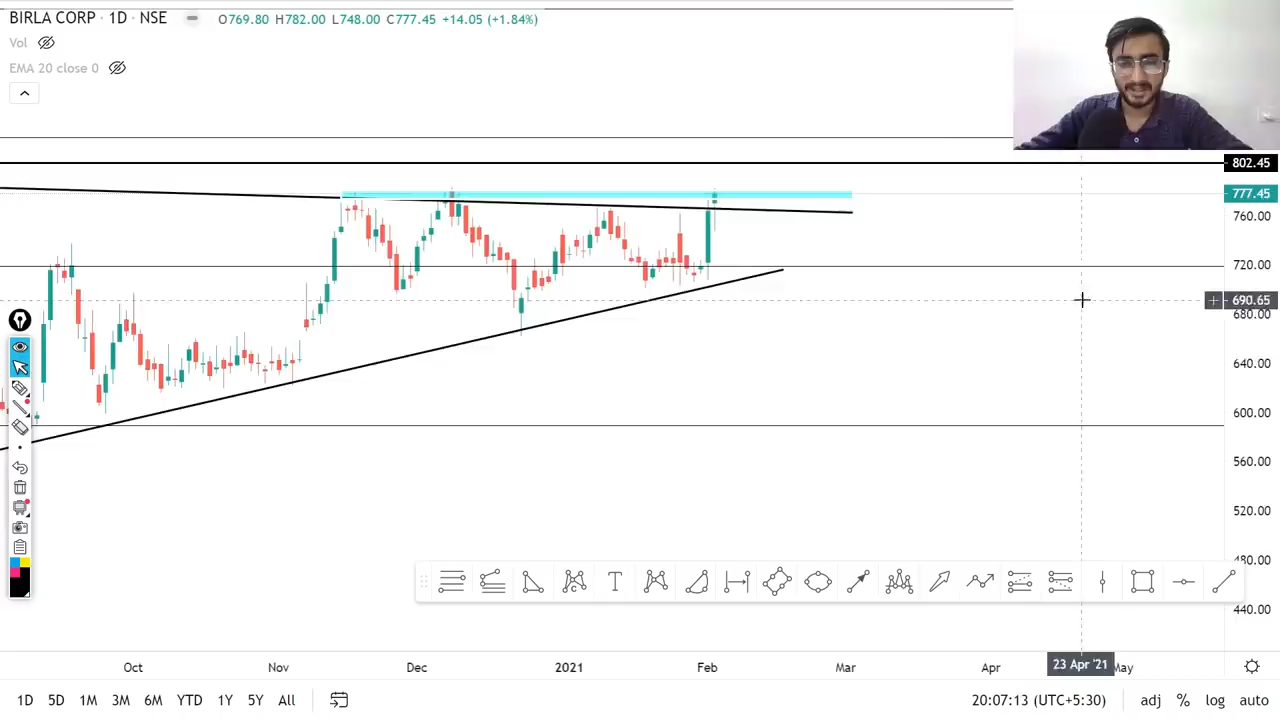 BIRLA CORP · 1D · NSE O769.80 H782.00 L748.00 C777.45 +14.05 (+1.84%)
Vol
EMA 20 close 0
802.45
777.45
760.00
720.00
690.65
680.00
640.00
600.00
560.00
520.00
480.00
440.00
T
Oct Nov Dec 2021 Feb Mar Apr 23 Apr '21 May
1D 5D 1M 3M 6M YTD 1Y 5Y All 20:07:13 (UTC+5:30) adj % log auto